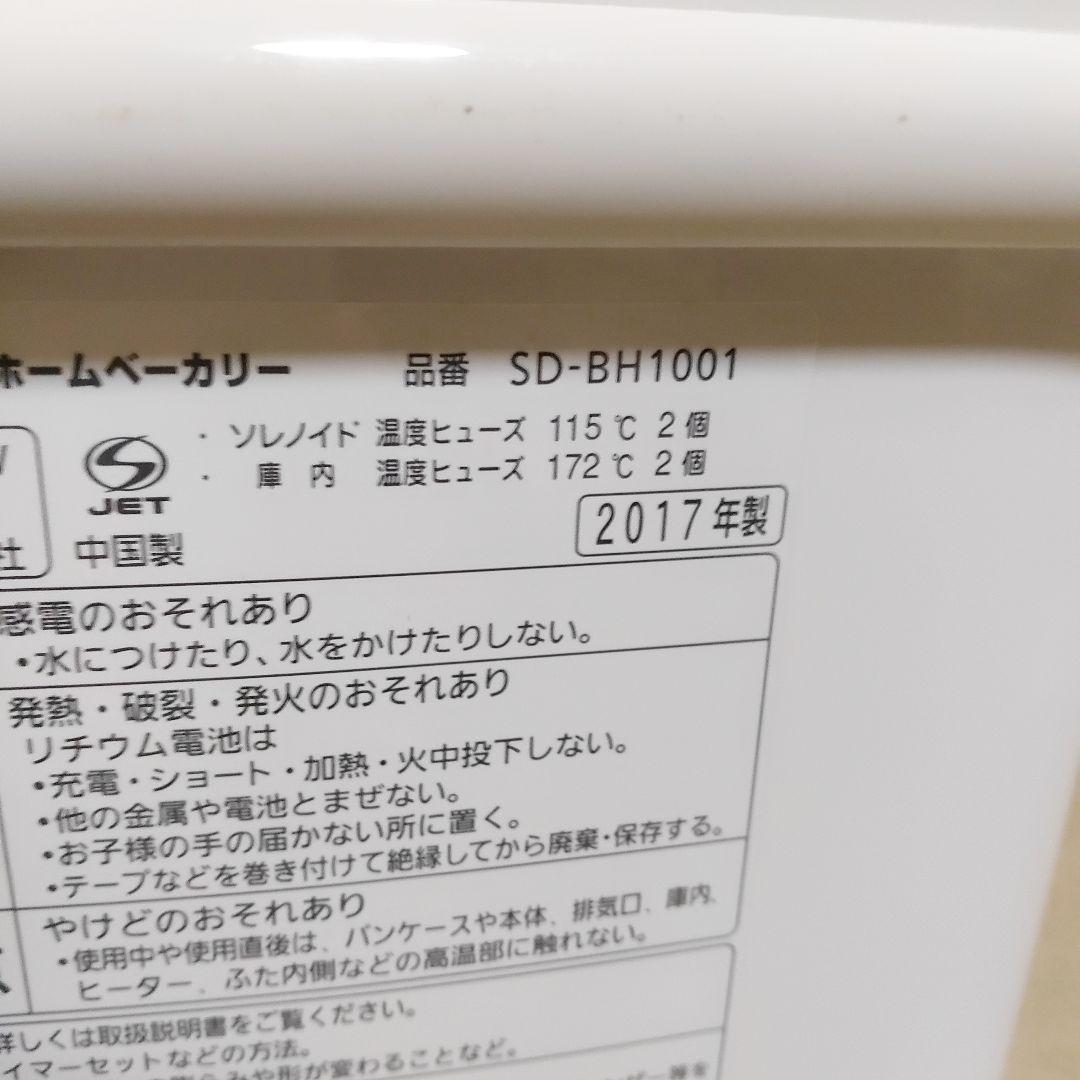 ホームベーカリー 品番 SD-BH1001
・ソレノイド 温度ヒューズ 115℃ 2個
・庫内 温度ヒューズ 172℃ 2個
JET
社 中国製 2017年製
感電のおそれあり
・水につけたり、水をかけたりしない。
発熱・破裂・発火のおそれあり
リチウム電池は
・充電・ショート・加熱・火中投下しない。
・他の金属や電池とまぜない。
・お子様の手の届かない所に置く。
・テープなどを巻き付けて絶縁してから廃棄・保存する。
やけどのおそれあり
・使用中や使用直後は、パンケースや本体、排気口、庫内、
ヒーター、ふた内側などの高温部に触れない。
詳しくは取扱説明書をご覧ください。
イマーセットなどの方法。
みや形が変わることなど。